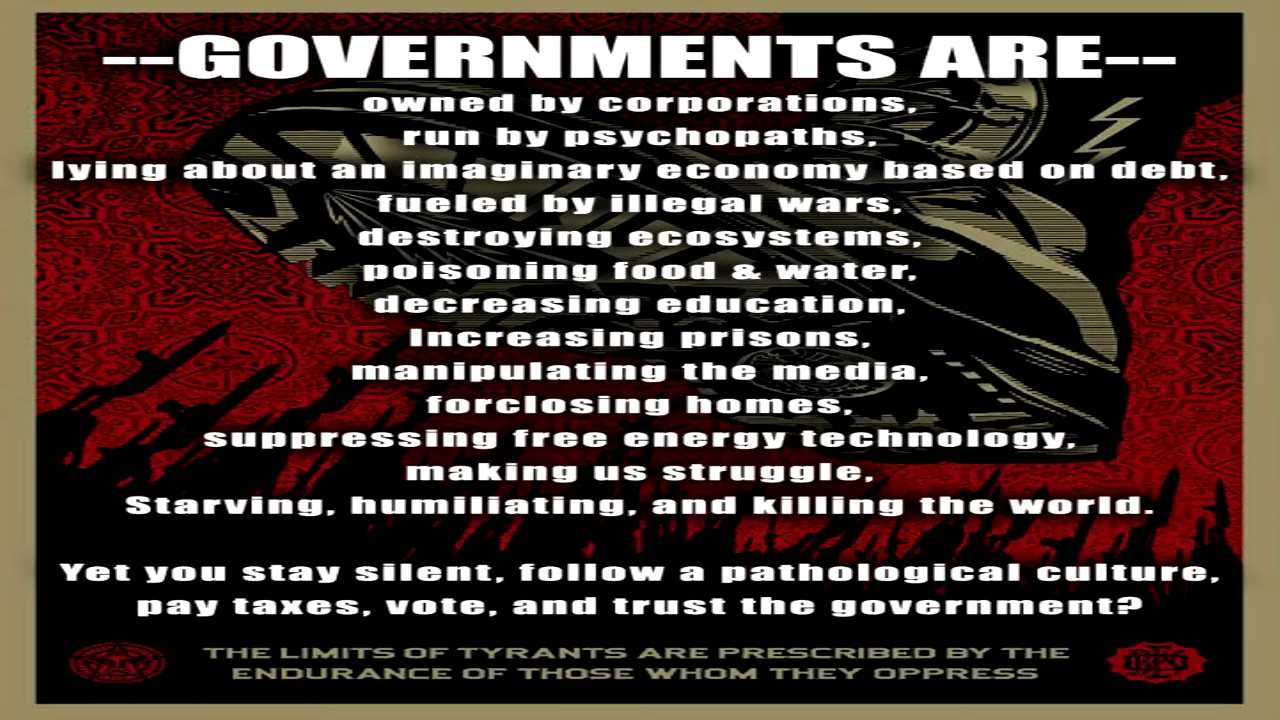 --GOVERNMENTS ARE--
owned by corporations,
run by psychopaths,
lying about an imaginary economy based on debt,
fueled by illegal wars,
destroying ecosystems,
poisoning food & water,
decreasing education,
Increasing prisons,
manipulating the media,
forclosing homes,
suppressing free energy technology,
making us struggle,
Starving, humiliating, and killing the world.
Yet you stay silent, follow a pathological culture,
pay taxes, vote, and trust the government?
THE LIMITS OF TYRANTS ARE PRESCRIBED BY THE
ENDURANCE OF THOSE WHOM THEY OPPRESS